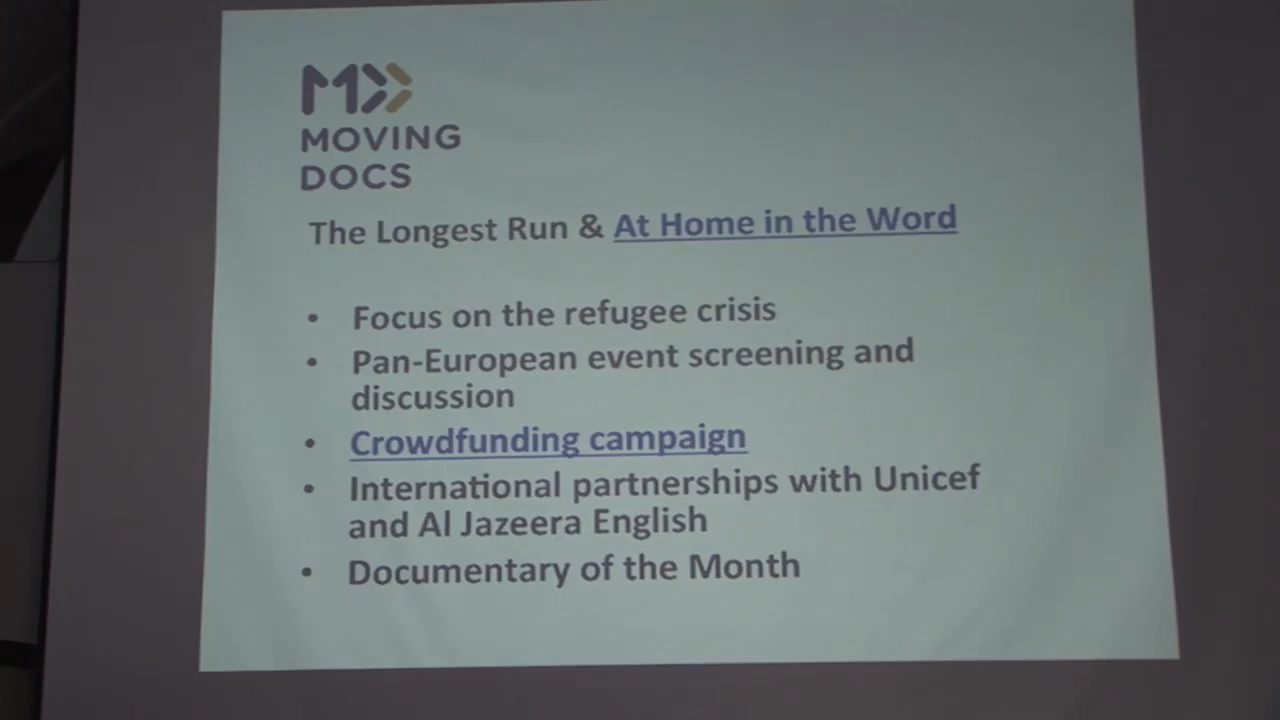 MOVING
DOCS
The Longest Run & At Home in the Word
• Focus on the refugee crisis
• Pan-European event screening and
discussion
• Crowdfunding campaign
• International partnerships with Unicef
and Al Jazeera English
• Documentary of the Month